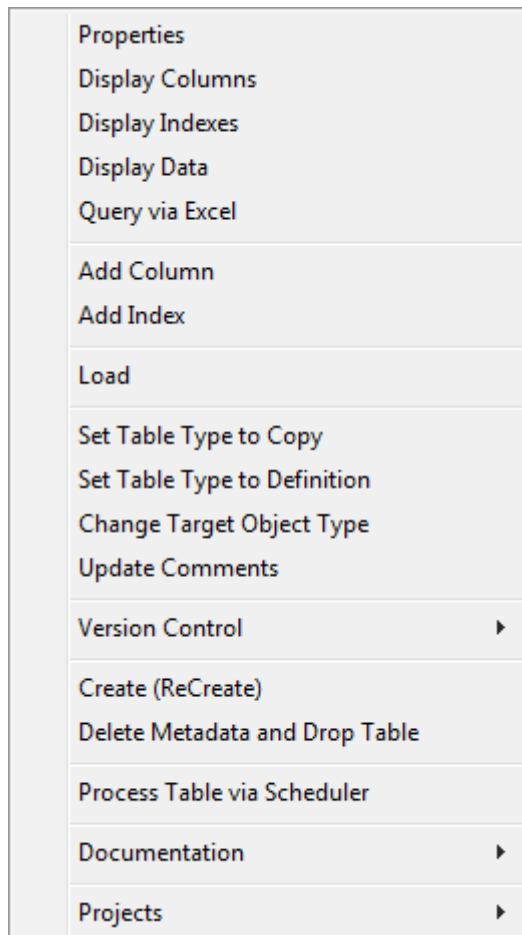 Properties
Display Columns
Display Indexes
Display Data
Query via Excel
Add Column
Add Index
Load
Set Table Type to Copy
Set Table Type to Definition
Change Target Object Type
Update Comments
Version Control
Create (ReCreate)
Delete Metadata and Drop Table
Process Table via Scheduler
Documentation
Projects